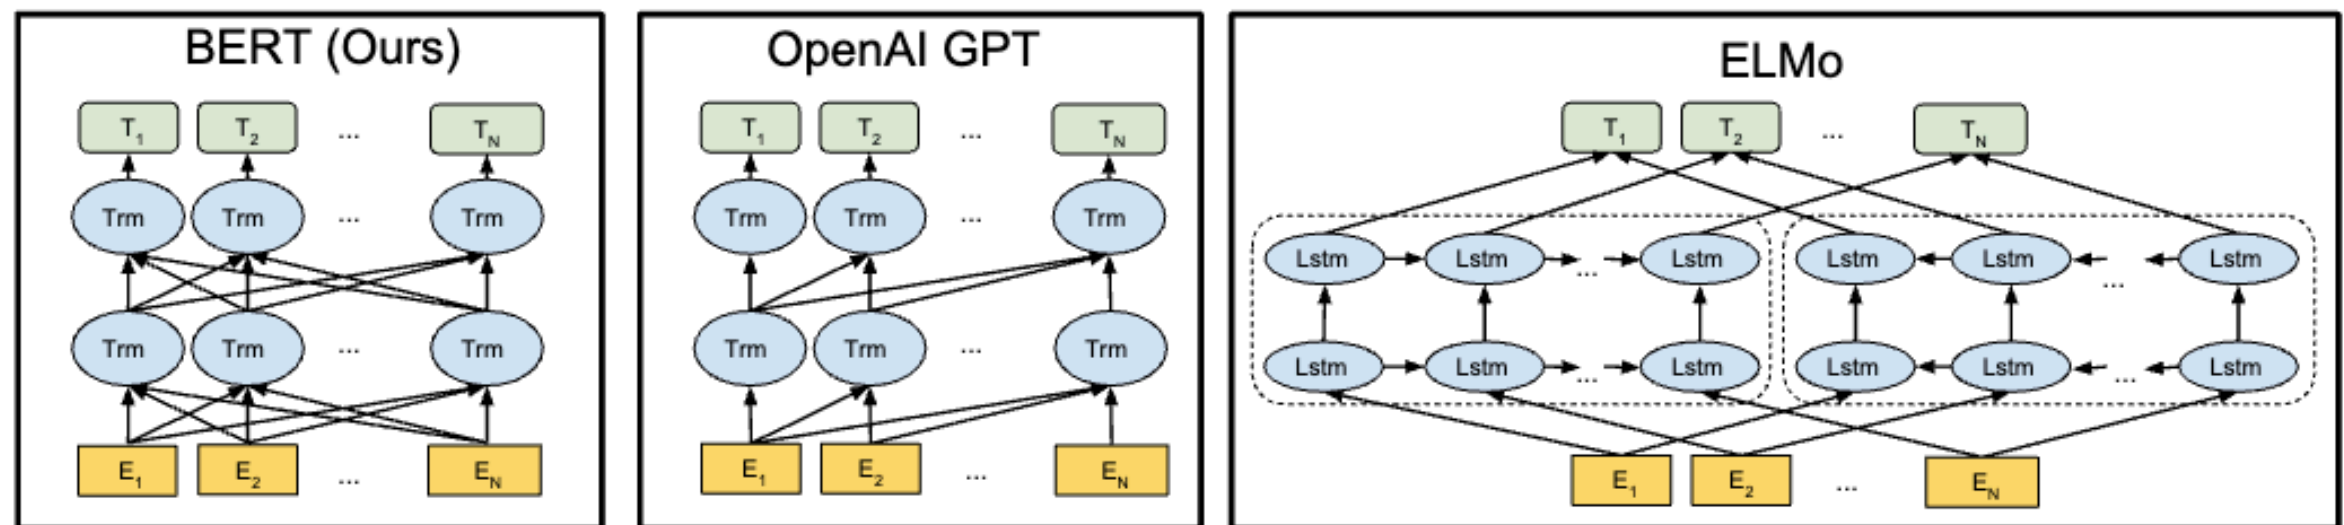 BERT (Ours)
T1 T2 ... TN
Trm Trm ... Trm
Trm Trm ... Trm
E1 E2 ... EN
OpenAI GPT
T1 T2 ... TN
Trm Trm ... Trm
Trm Trm ... Trm
E1 E2 ... EN
ELMo
T1 T2 ... TN
Lstm Lstm ... Lstm Lstm Lstm ... Lstm
Lstm Lstm ... Lstm Lstm Lstm ... Lstm
E1 E2 ... EN